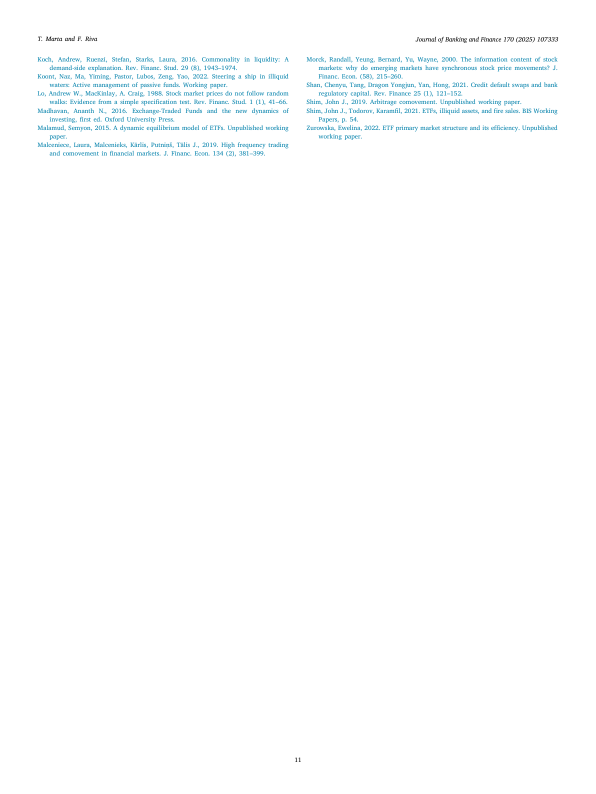 T. Marta and F. Riva
Journal of Banking and Finance 170 (2025) 107333
Koch, Andrew, Ruenzi, Stefan, Starks, Laura, 2016. Commonality in liquidity: A
demand-side explanation. Rev. Financ. Stud. 29 (8), 1943–1974.
Koont, Naz, Ma, Yiming, Pastor, Lubos, Zeng, Yao, 2022. Steering a ship in illiquid
waters: Active management of passive funds. Working paper.
Lo, Andrew W., MacKinlay, A. Craig, 1988. Stock market prices do not follow random
walks: Evidence from a simple specification test. Rev. Financ. Stud. 1 (1), 41–66.
Madhavan, Ananth N., 2016. Exchange-Traded Funds and the new dynamics of
investing, first ed. Oxford University Press.
Malamud, Semyon, 2015. A dynamic equilibrium model of ETFs. Unpublished working
paper.
Malceniece, Laura, Malcenieks, Kārlis, Putniņš, Tālis J., 2019. High frequency trading
and comovement in financial markets. J. Financ. Econ. 134 (2), 381–399.
Morck, Randall, Yeung, Bernard, Yu, Wayne, 2000. The information content of stock
markets: why do emerging markets have synchronous stock price movements? J.
Financ. Econ. (58), 215–260.
Shan, Chenyu, Tang, Dragon Yongjun, Yan, Hong, 2021. Credit default swaps and bank
regulatory capital. Rev. Finance 25 (1), 121–152.
Shim, John J., 2019. Arbitrage comovement. Unpublished working paper.
Shim, John J., Todorov, Karamfil, 2021. ETFs, illiquid assets, and fire sales. BIS Working
Papers, p. 54.
Zurowska, Ewelina, 2022. ETF primary market structure and its efficiency. Unpublished
working paper.
11